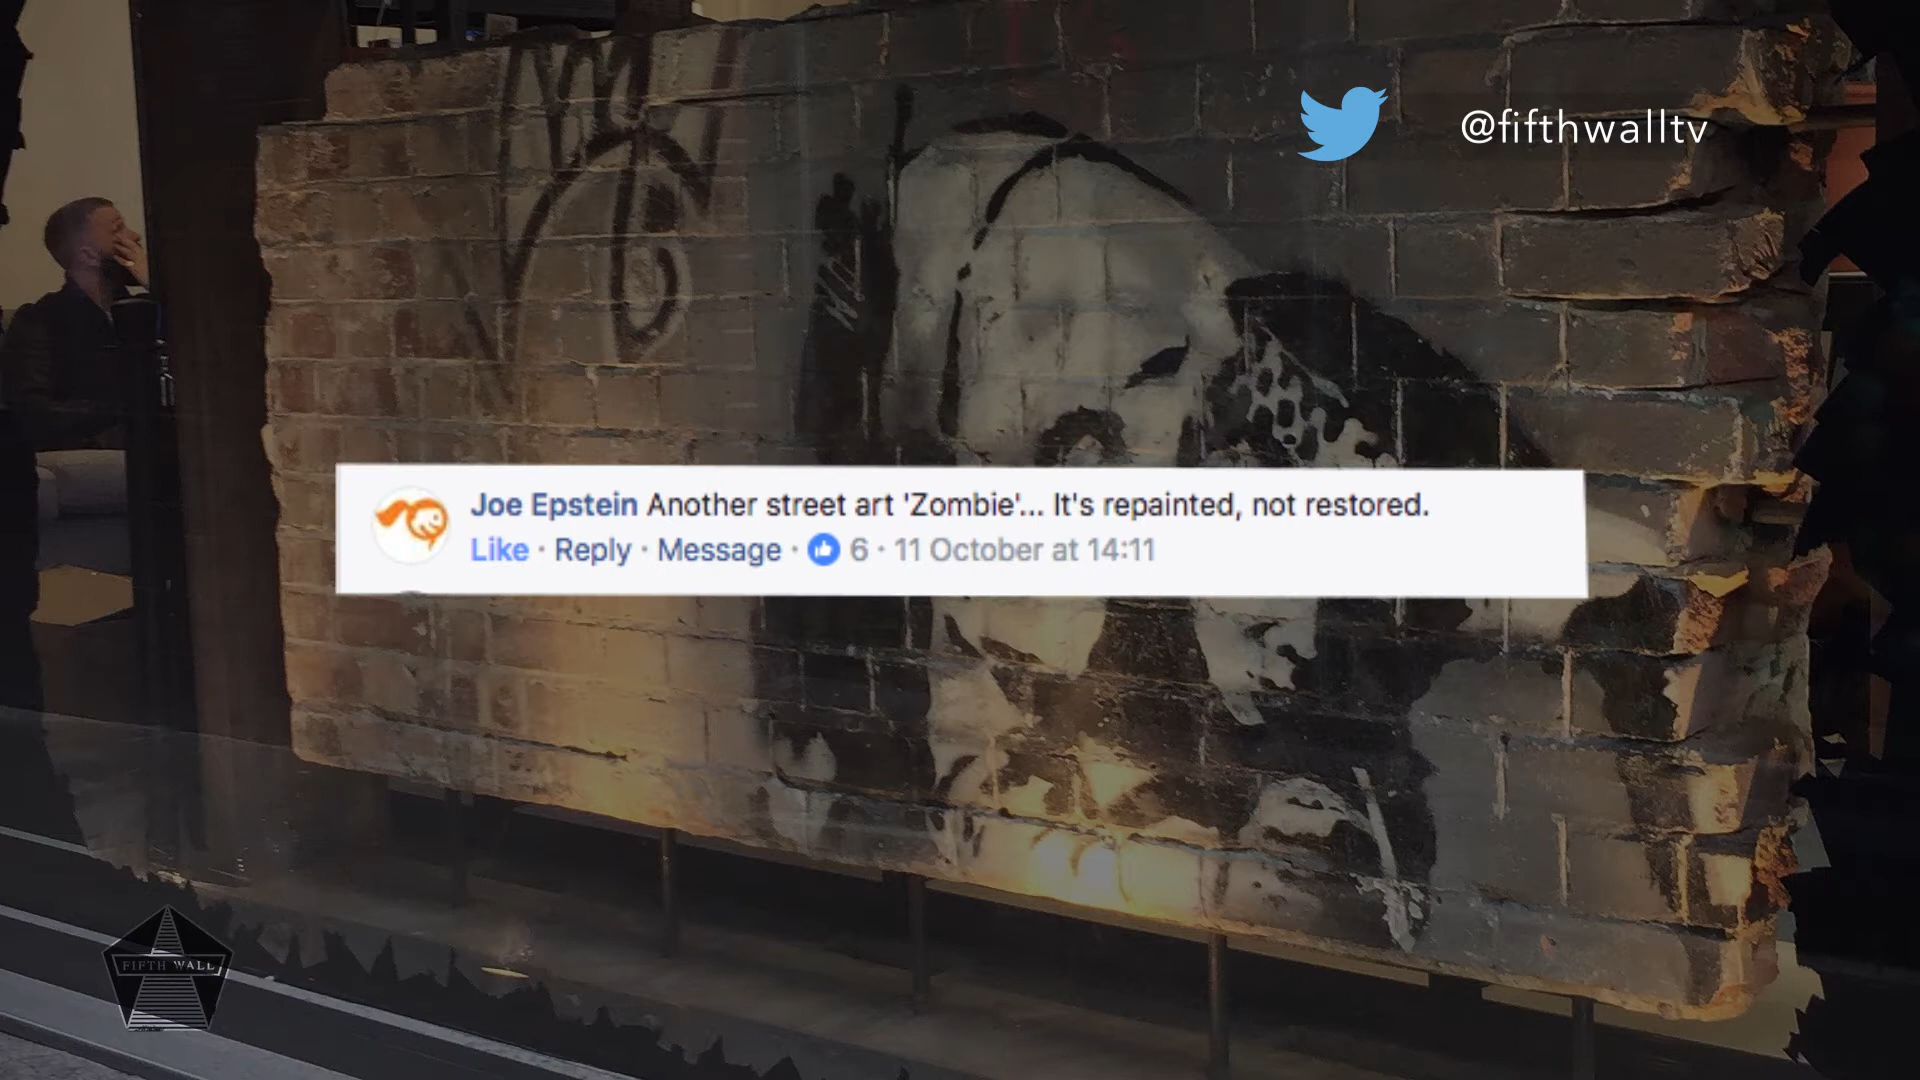 @fifthwalltv
Joe Epstein Another street art 'Zombie'... It's repainted, not restored.
Like · Reply · Message · 6 · 11 October at 14:11
FIFTH WALL